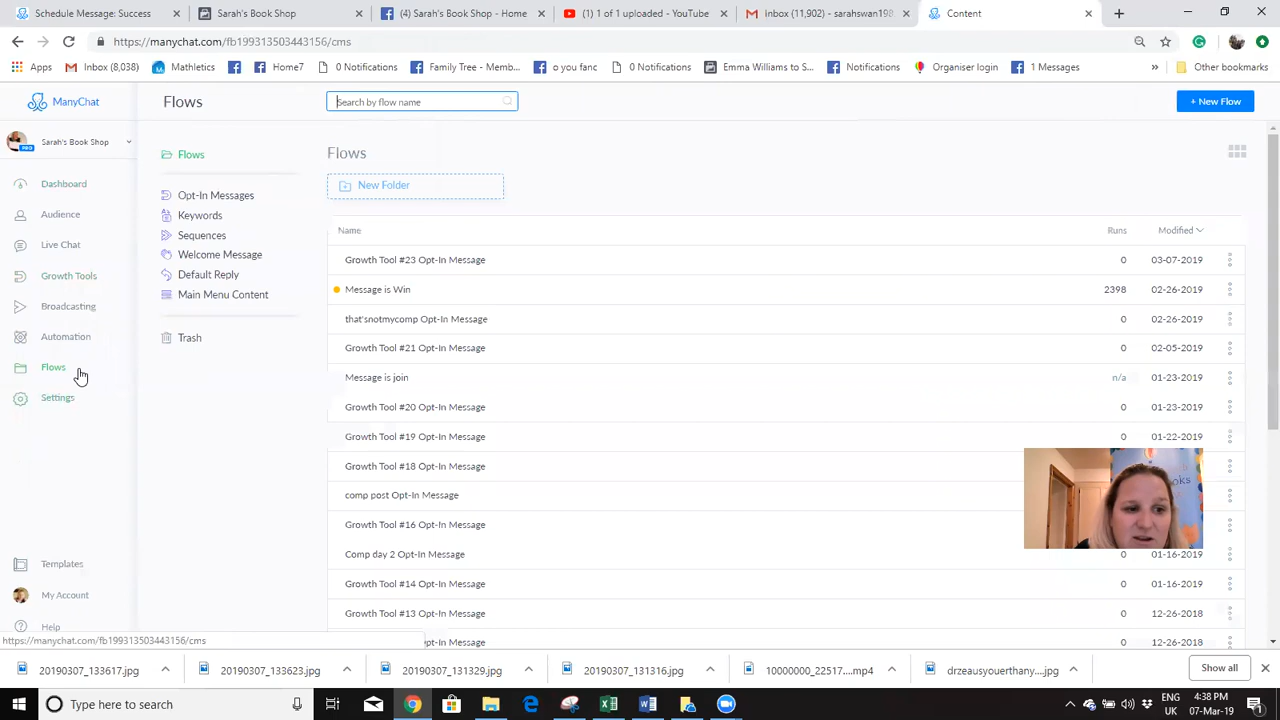 Schedule Message: Success
Sarah's Book Shop
(4) Sarah's Book Shop - Home
(1) 1 of 1 uploaded - YouTube
Inbox (11,902) - sarahswan198
Content
https://manychat.com/fb199313503443156/cms
Apps
Inbox (8,038)
Mathletics
Home7
0 Notifications
Family Tree - Memb...
o you fanc
0 Notifications
Emma Williams to S...
Notifications
Organiser login
1 Messages
»
Other bookmarks
ManyChat
Flows
Search by flow name
+ New Flow
Sarah's Book Shop
PRO
Dashboard
Audience
Live Chat
Growth Tools
Broadcasting
Automation
Flows
Settings
Templates
My Account
Help
Flows
Opt-In Messages
Keywords
Sequences
Welcome Message
Default Reply
Main Menu Content
Trash
Flows
New Folder
Name Runs Modified
Growth Tool #23 Opt-In Message 0 03-07-2019
Message is Win 2398 02-26-2019
that'snotmycomp Opt-In Message 0 02-26-2019
Growth Tool #21 Opt-In Message 0 02-05-2019
Message is join n/a 01-23-2019
Growth Tool #20 Opt-In Message 0 01-23-2019
Growth Tool #19 Opt-In Message 0 01-22-2019
Growth Tool #18 Opt-In Message
comp post Opt-In Message
Growth Tool #16 Opt-In Message
Comp day 2 Opt-In Message 0 01-16-2019
Growth Tool #14 Opt-In Message 0 01-16-2019
Growth Tool #13 Opt-In Message 0 12-26-2018
Opt-In Message 0 12-26-2018
https://manychat.com/fb199313503443156/cms
20190307_133617.jpg
20190307_133623.jpg
20190307_131329.jpg
20190307_131316.jpg
10000000_22517....mp4
drzeausyouerthany...jpg
Show all
Type here to search
ENG
UK
4:38 PM
07-Mar-19